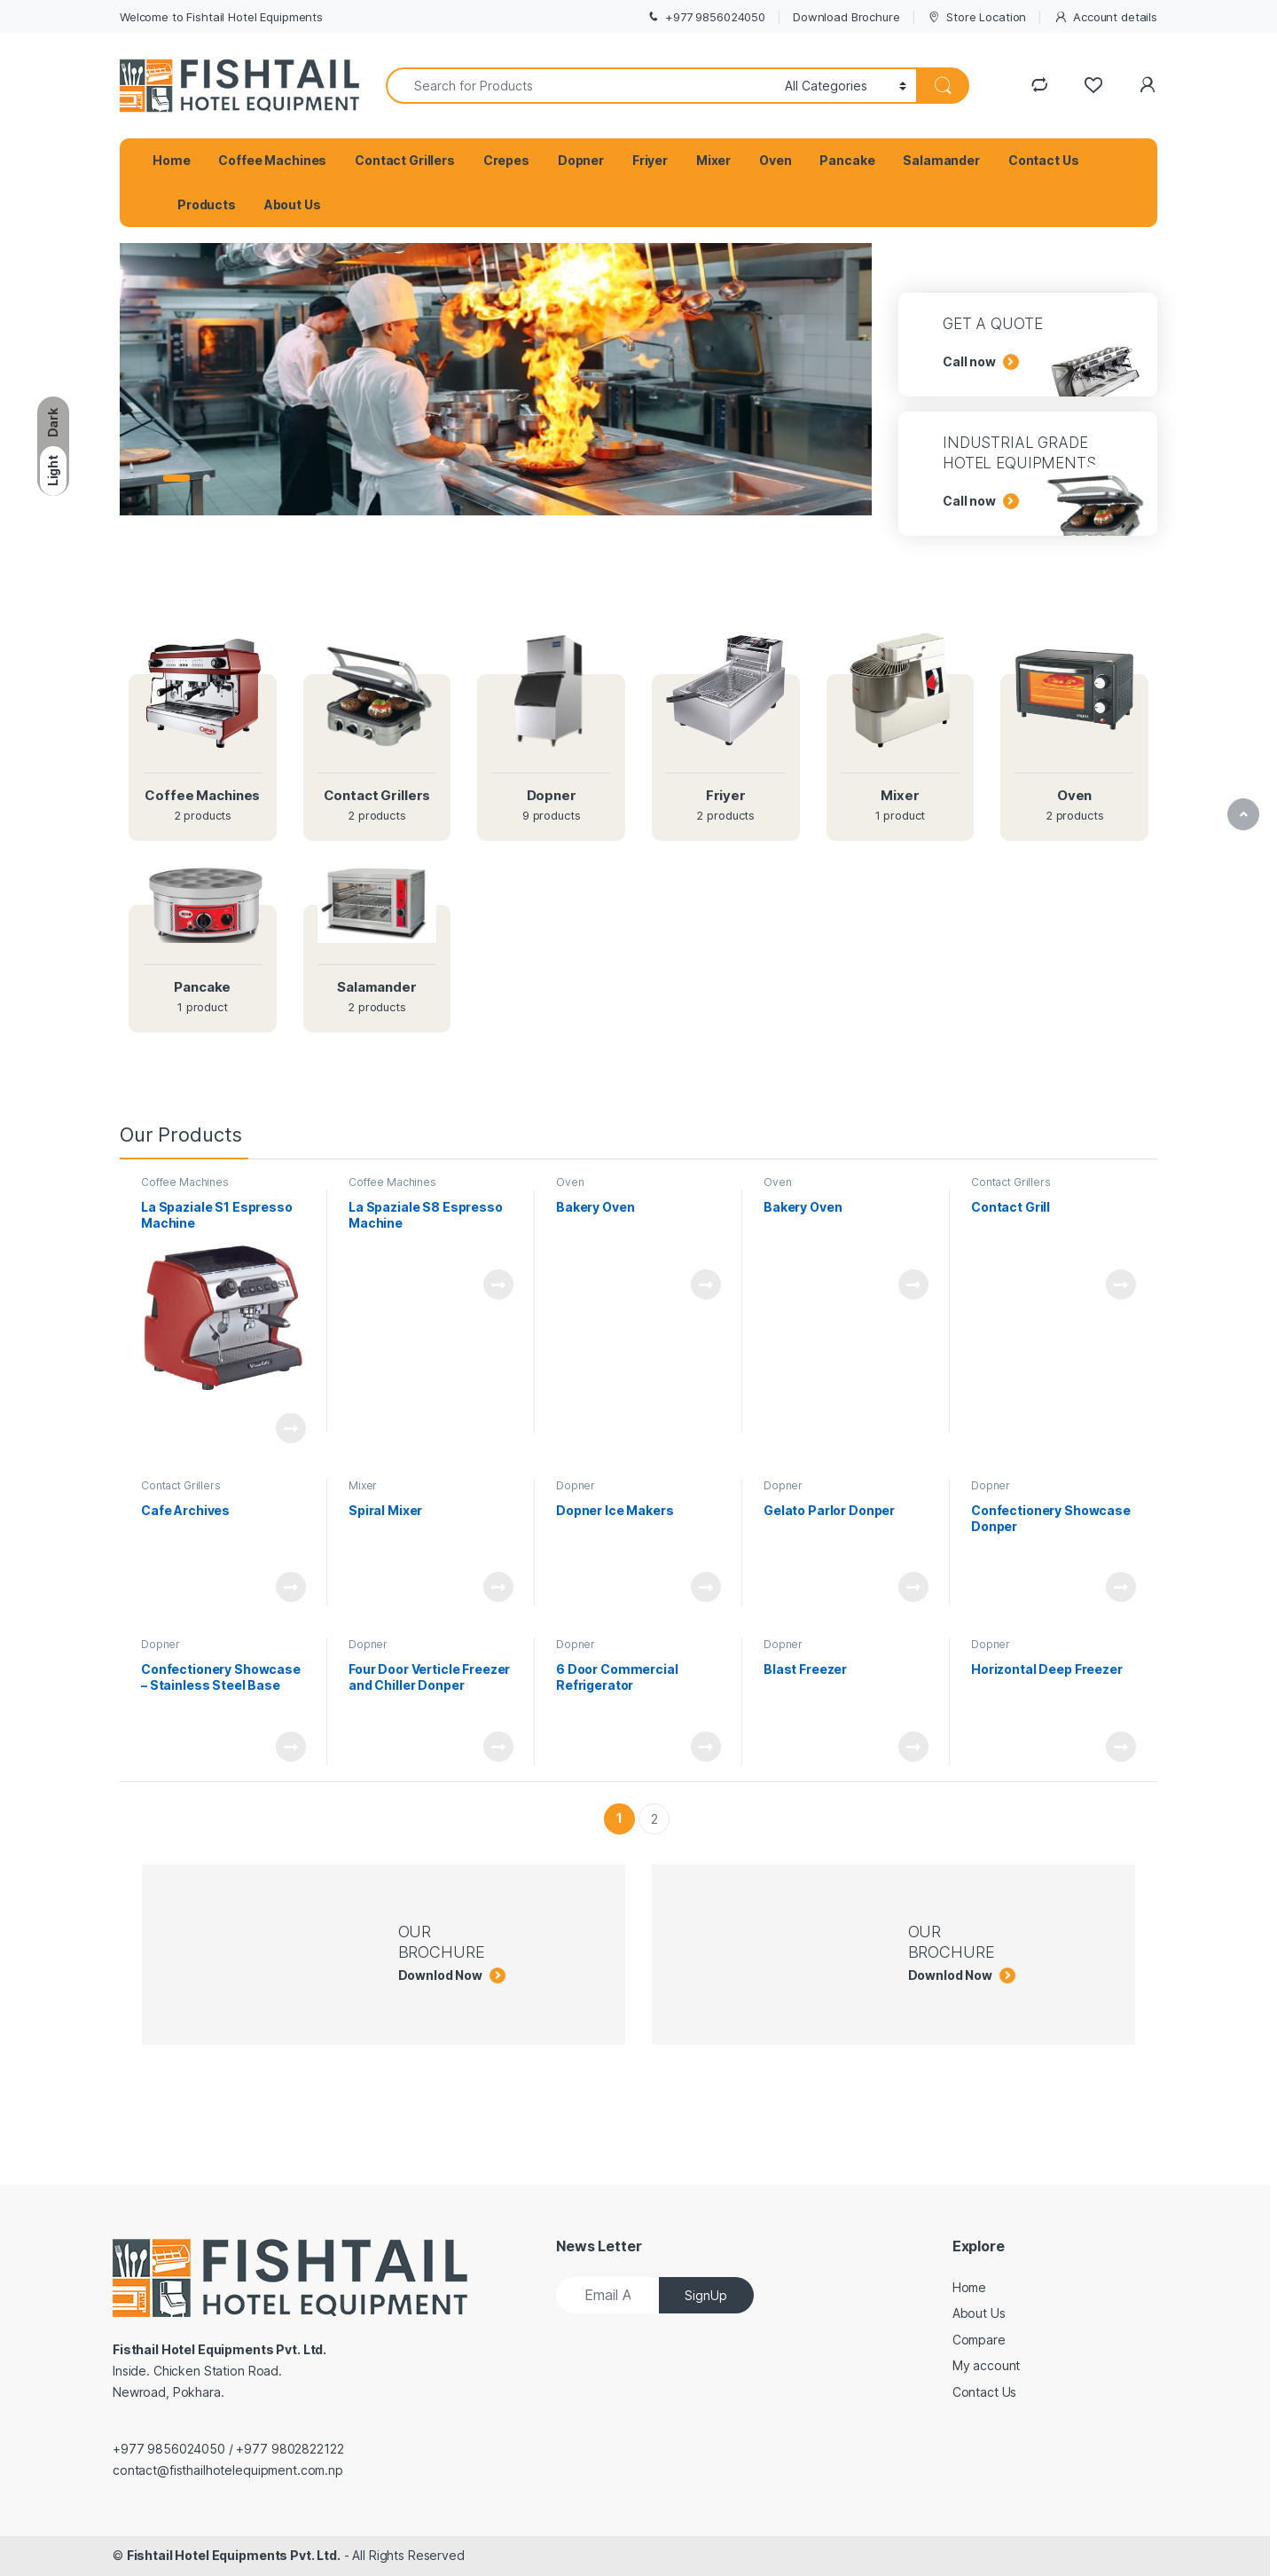 Welcome to Fishtail Hotel Equipments
+977 9856024050
Download Brochure
Store Location
Account details
FISHTAIL
HOTEL EQUIPMENT
Search for Products
All Categories
Home Coffee Machines Contact Grillers Crepes Dopner Friyer Mixer Oven Pancake Salamander Contact Us
Products About Us
GET A QUOTE
Call now
INDUSTRIAL GRADE
HOTEL EQUIPMENTS
Call now
Dark
Light
Coffee Machines
2 products
Contact Grillers
2 products
Dopner
9 products
Friyer
2 products
Mixer
1 product
Oven
2 products
Pancake
1 product
Salamander
2 products
Our Products
Coffee Machines
La Spaziale S1 Espresso
Machine
Coffee Machines
La Spaziale S8 Espresso
Machine
Oven
Bakery Oven
Oven
Bakery Oven
Contact Grillers
Contact Grill
Contact Grillers
Cafe Archives
Mixer
Spiral Mixer
Dopner
Dopner Ice Makers
Dopner
Gelato Parlor Donper
Dopner
Confectionery Showcase
Donper
Dopner
Confectionery Showcase
– Stainless Steel Base
Dopner
Four Door Verticle Freezer
and Chiller Donper
Dopner
6 Door Commercial
Refrigerator
Dopner
Blast Freezer
Dopner
Horizontal Deep Freezer
1 2
OUR
BROCHURE
Downlod Now
OUR
BROCHURE
Downlod Now
FISHTAIL
HOTEL EQUIPMENT
Fisthail Hotel Equipments Pvt. Ltd.
Inside. Chicken Station Road.
Newroad, Pokhara.
+977 9856024050 / +977 9802822122
contact@fisthailhotelequipment.com.np
News Letter
Email A
SignUp
Explore
Home
About Us
Compare
My account
Contact Us
© Fishtail Hotel Equipments Pvt. Ltd. - All Rights Reserved